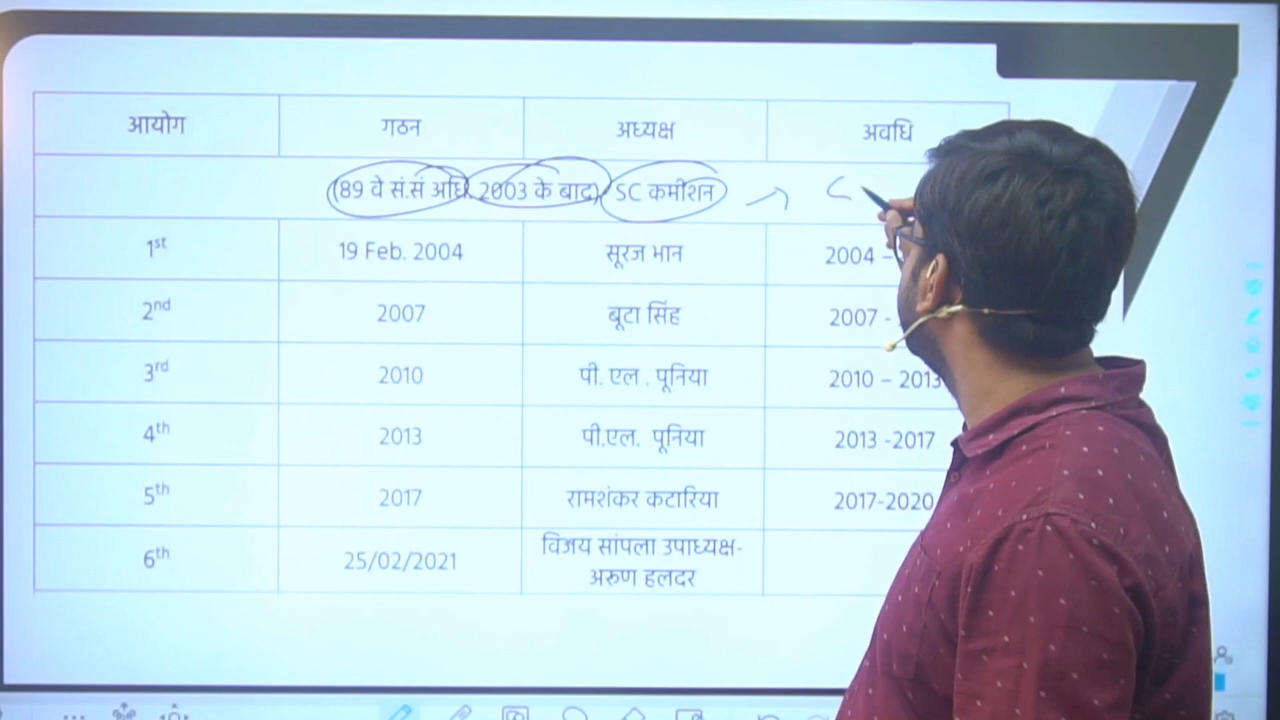 आयोग गठन अध्यक्ष अवधि
(89 वे सं.सं अधि. 2003 के बाद) SC कमीशन
1st 19 Feb. 2004 सूरज भान 2004 –
2nd 2007 बूटा सिंह 2007 -
3rd 2010 पी. एल . पूनिया 2010 – 2013
4th 2013 पी.एल. पूनिया 2013 -2017
5th 2017 रामशंकर कटारिया 2017-2020
6th 25/02/2021 विजय सांपला उपाध्यक्ष-
अरुण हलदर